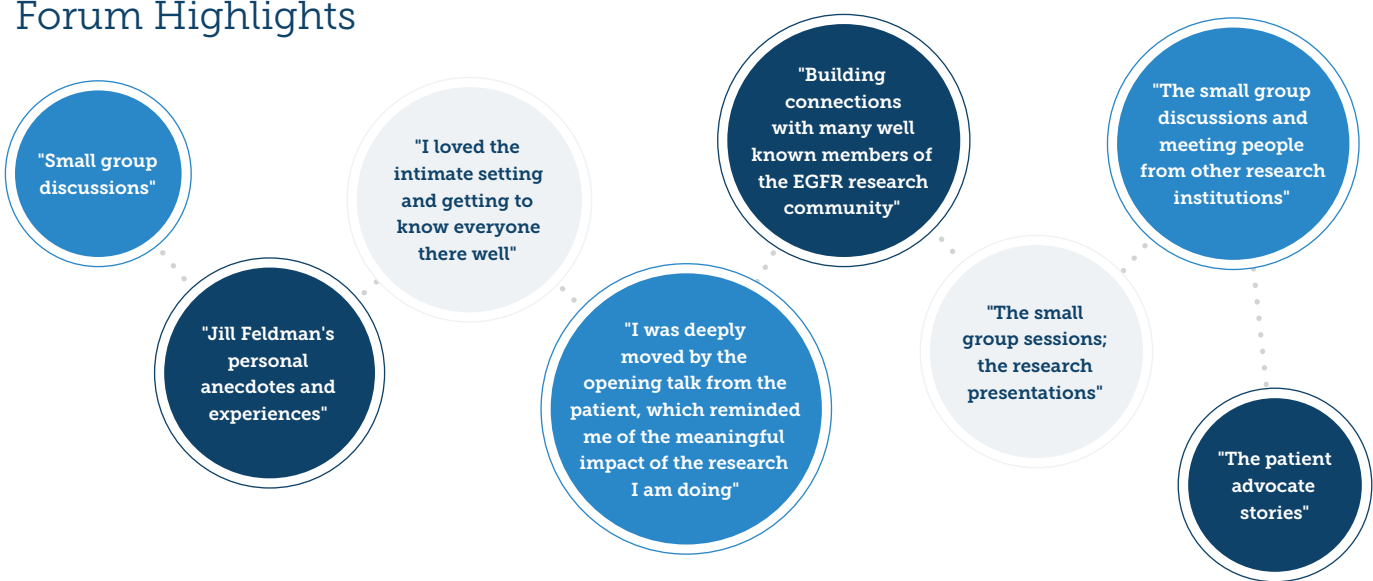 Forum Highlights
"Small group
discussions"
"Jill Feldman's
personal
anecdotes and
experiences"
"I loved the
intimate setting
and getting to
know everyone
there well"
"I was deeply
moved by the
opening talk from the
patient, which reminded
me of the meaningful
impact of the research
I am doing"
"Building
connections
with many well
known members of
the EGFR research
community"
"The small
group sessions;
the research
presentations"
"The small group
discussions and
meeting people
from other research
institutions"
"The patient
advocate
stories"